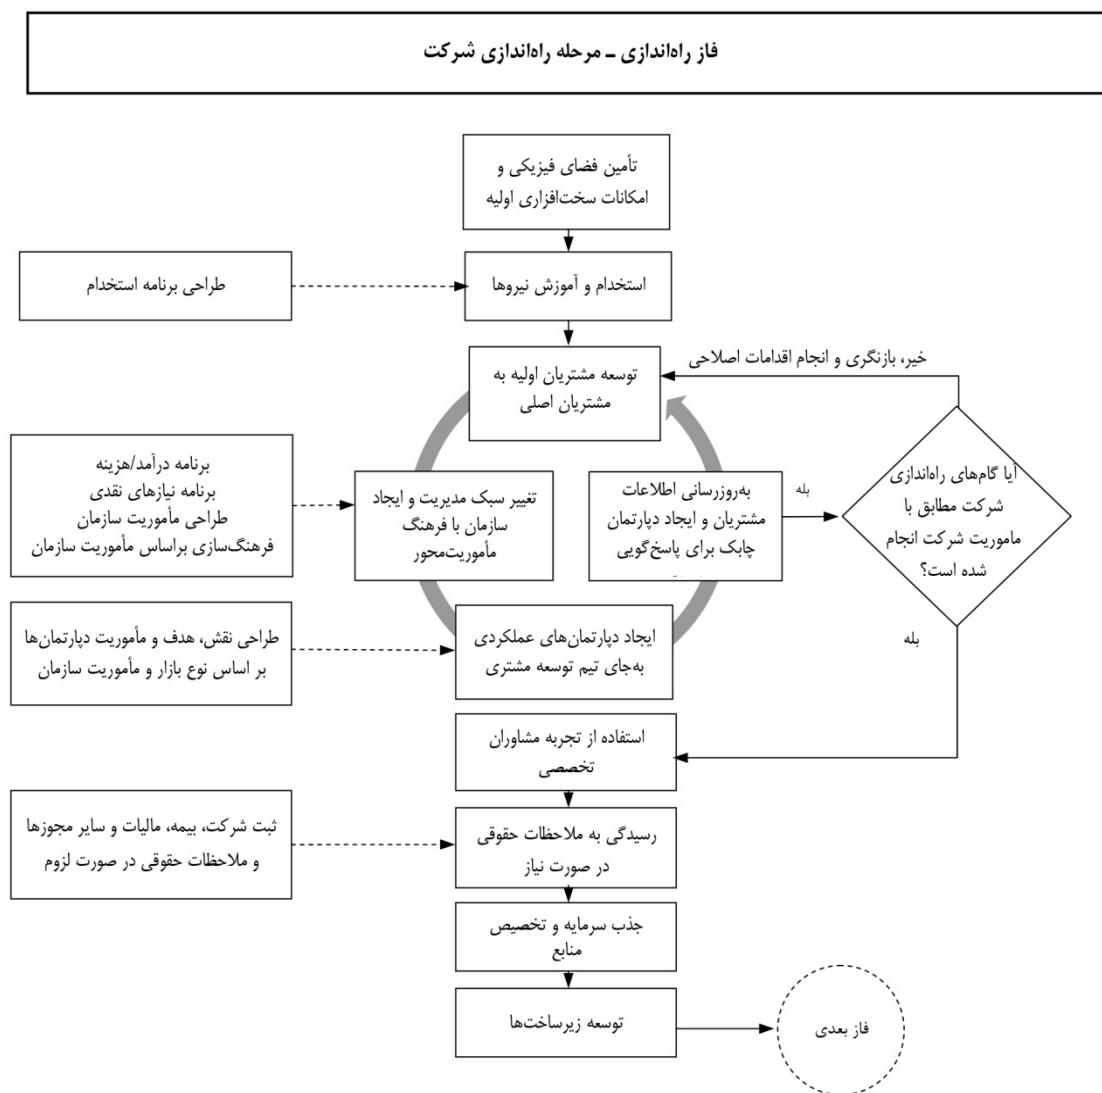 فاز راه‌اندازی – مرحله راه‌اندازی شرکت
تأمین فضای فیزیکی و
امکانات سخت‌افزاری اولیه
طراحی برنامه استخدام
استخدام و آموزش نیروها
توسعه مشتریان اولیه به
مشتریان اصلی
خیر، بازنگری و انجام اقدامات اصلاحی
آیا گام‌های راه‌اندازی
شرکت مطابق با
ماموریت شرکت انجام
شده است؟
بله
به‌روزرسانی اطلاعات
مشتریان و ایجاد دپارتمان
چابک برای پاسخ‌گویی
تغییر سبک مدیریت و ایجاد
سازمان با فرهنگ
مأموریت‌محور
برنامه درآمد/هزینه
برنامه نیازهای نقدی
طراحی مأموریت سازمان
فرهنگ‌سازی براساس مأموریت سازمان
بله
ایجاد دپارتمان‌های عملکردی
به‌جای تیم توسعه مشتری
طراحی نقش، هدف و مأموریت دپارتمان‌ها
بر اساس نوع بازار و مأموریت سازمان
استفاده از تجربه مشاوران
تخصصی
رسیدگی به ملاحظات حقوقی
در صورت نیاز
ثبت شرکت، بیمه، مالیات و سایر مجوزها
و ملاحظات حقوقی در صورت لزوم
جذب سرمایه و تخصیص
منابع
توسعه زیرساخت‌ها
فاز بعدی